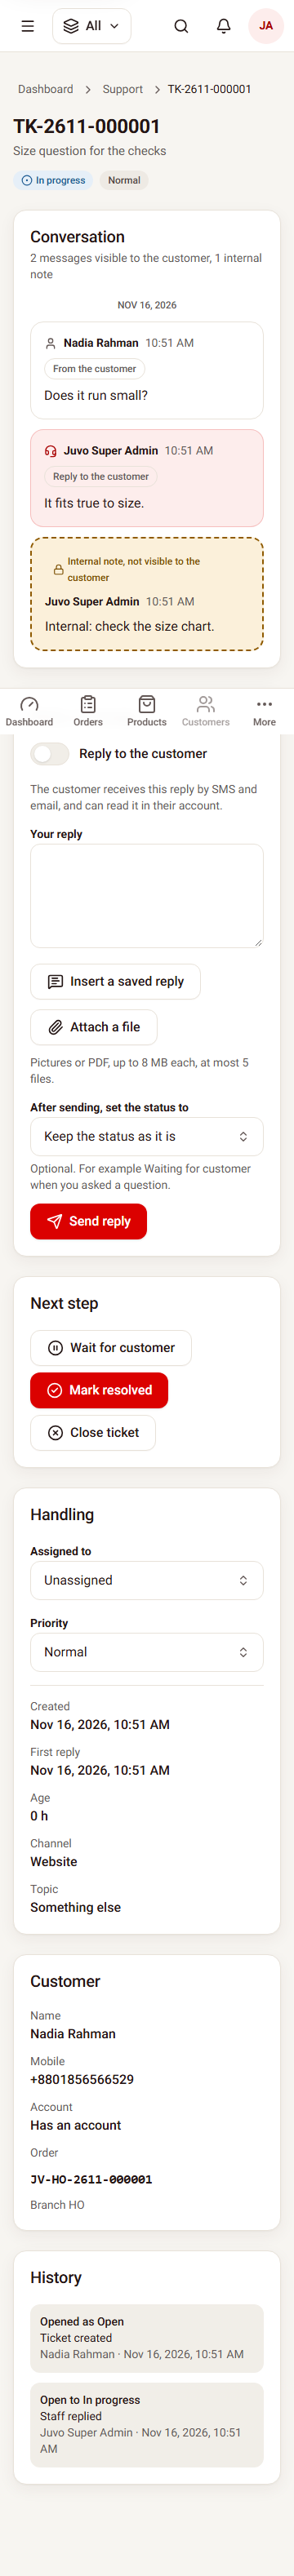 All
JA
Dashboard > Support > TK-2611-000001
TK-2611-000001
Size question for the checks
In progress
Normal
Conversation
2 messages visible to the customer, 1 internal
note
NOV 16, 2026
Nadia Rahman 10:51 AM
From the customer
Does it run small?
Juvo Super Admin 10:51 AM
Reply to the customer
It fits true to size.
Internal note, not visible to the
customer
Juvo Super Admin 10:51 AM
Internal: check the size chart.
Dashboard
Orders
Products
Customers
More
Reply to the customer
The customer receives this reply by SMS and
email, and can read it in their account.
Your reply
Insert a saved reply
Attach a file
Pictures or PDF, up to 8 MB each, at most 5
files.
After sending, set the status to
Keep the status as it is
Optional. For example Waiting for customer
when you asked a question.
Send reply
Next step
Wait for customer
Mark resolved
Close ticket
Handling
Assigned to
Unassigned
Priority
Normal
Created
Nov 16, 2026, 10:51 AM
First reply
Nov 16, 2026, 10:51 AM
Age
0 h
Channel
Website
Topic
Something else
Customer
Name
Nadia Rahman
Mobile
+8801856566529
Account
Has an account
Order
JV-HO-2611-000001
Branch HO
History
Opened as Open
Ticket created
Nadia Rahman · Nov 16, 2026, 10:51 AM
Open to In progress
Staff replied
Juvo Super Admin · Nov 16, 2026, 10:51
AM